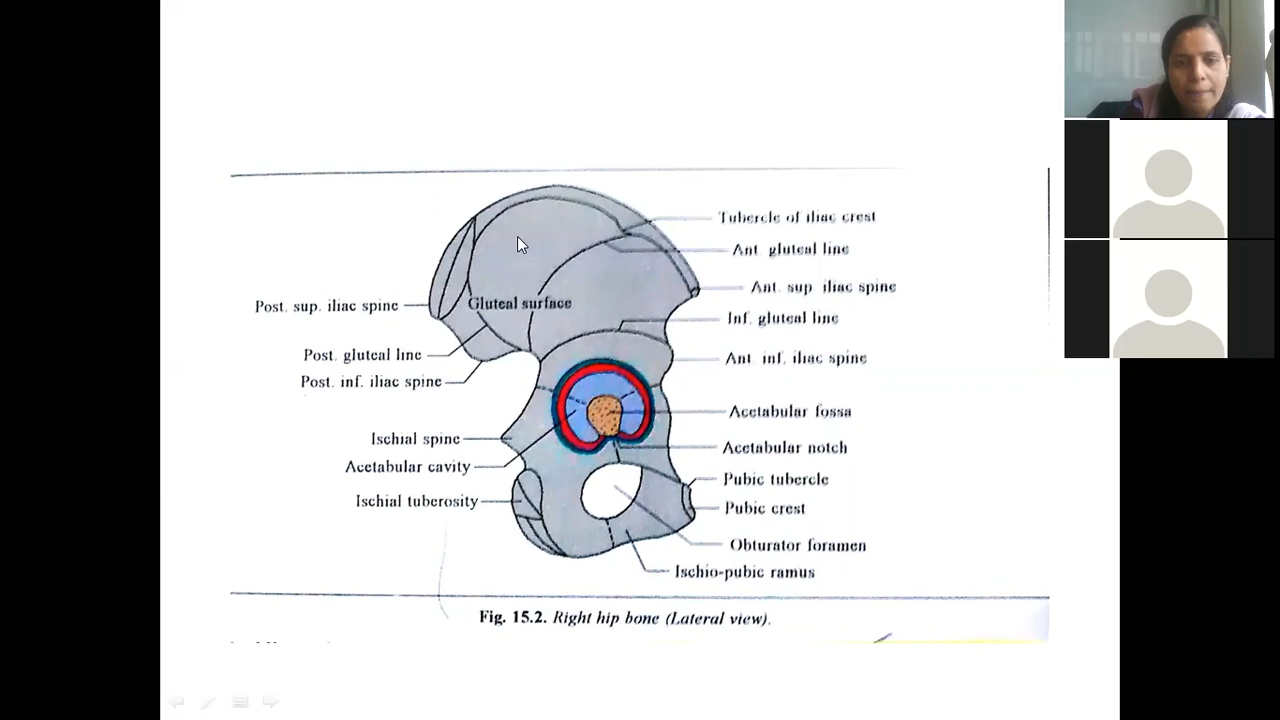 Tubercle of iliac crest
Ant. gluteal line
Ant. sup. iliac spine
Post. sup. iliac spine
Gluteal surface
Inf. gluteal line
Post. gluteal line
Ant. inf. iliac spine
Post. inf. iliac spine
Acetabular fossa
Ischial spine
Acetabular notch
Acetabular cavity
Pubic tubercle
Ischial tuberosity
Pubic crest
Obturator foramen
Ischio-pubic ramus
Fig. 15.2. Right hip bone (Lateral view).